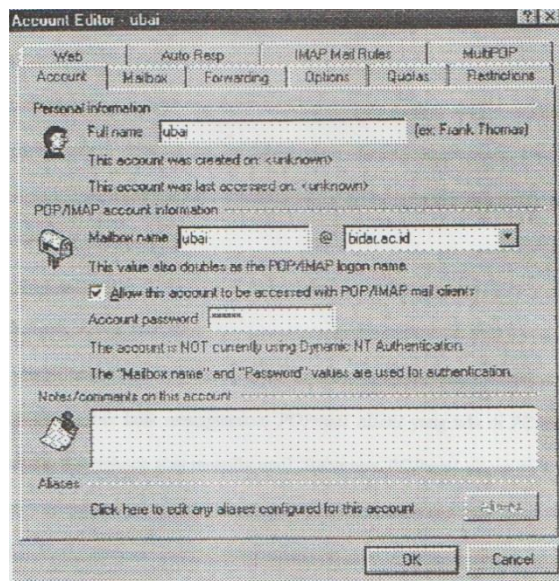 Account Editor - ubai
Web Auto Resp IMAP Mail Rules MultiPOP
Account Mailbox Forwarding Options Quotas Restrictions
Personal information
Full name ubai (ex: Frank Thomas)
This account was created on: <unknown>
This account was last accessed on: <unknown>
POP/IMAP account information
Mailbox name ubai @ bidar.ac.id
This value also doubles as the POP/IMAP logon name.
Allow this account to be accessed with POP/IMAP mail clients
Account password ******
The account is NOT currently using Dynamic NT Authentication.
The "Mailbox name" and "Password" values are used for authentication.
Notes/comments on this account
Aliases
Click here to edit any aliases configured for this account Aliases
OK Cancel